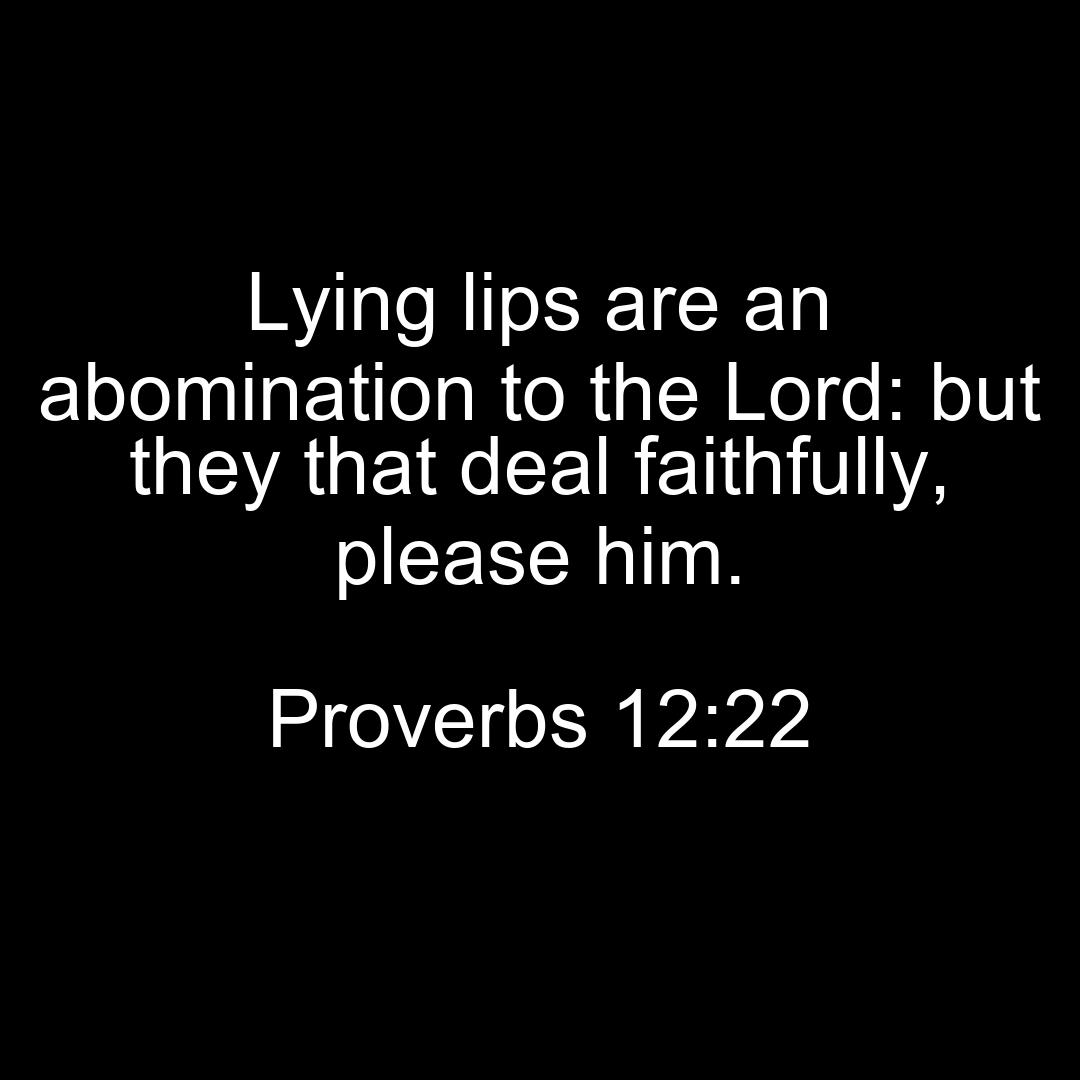 Lying lips are an
abomination to the Lord: but
they that deal faithfully,
please him.
Proverbs 12:22